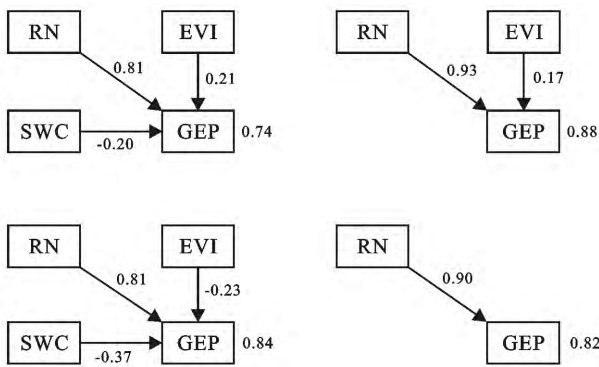 RN EVI
0.81
0.21
SWC GEP 0.74
-0.20
RN EVI
0.93
0.17
GEP 0.88
RN EVI
0.81
-0.23
SWC GEP 0.84
-0.37
RN
0.90
GEP 0.82